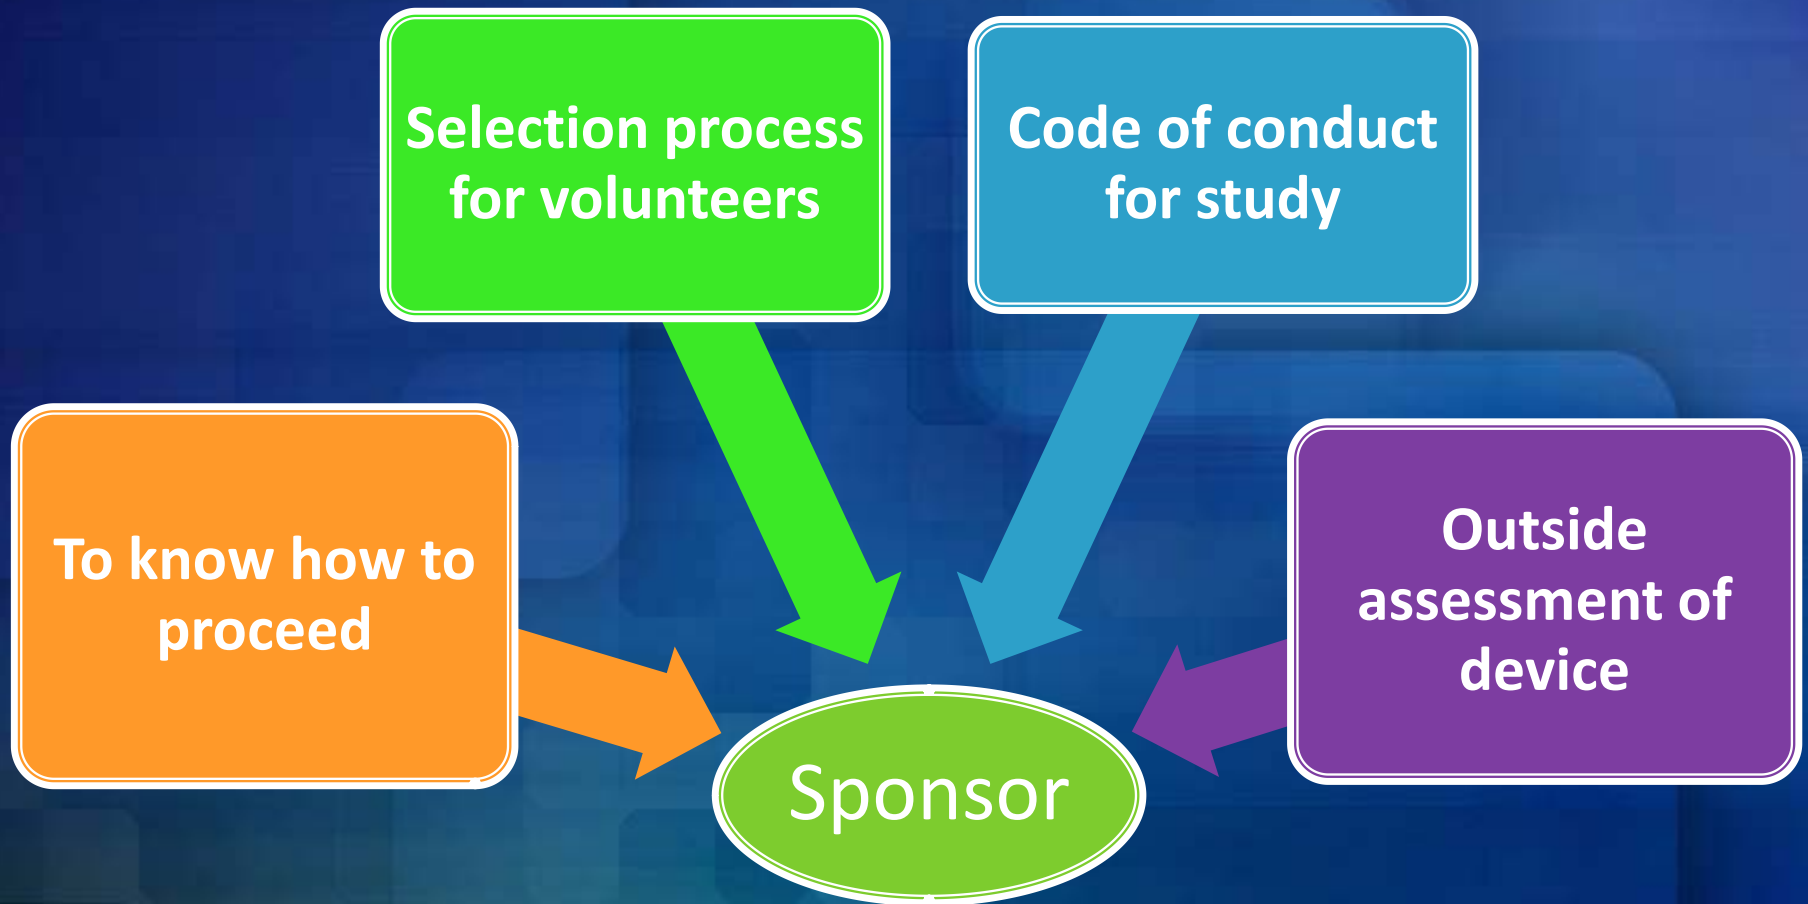 Selection process
for volunteers
Code of conduct
for study
To know how to
proceed
Outside
assessment of
device
Sponsor